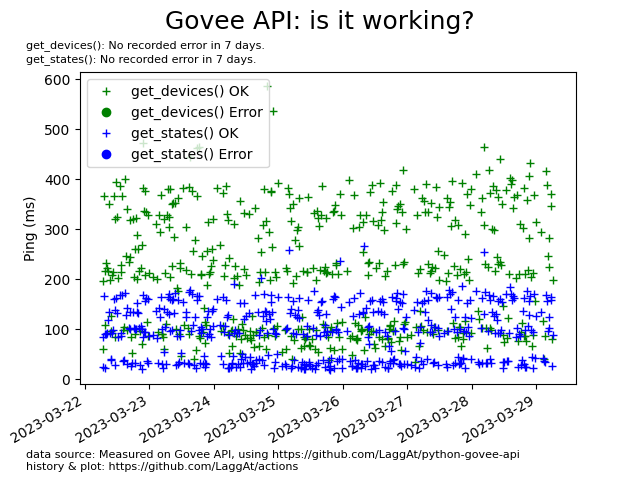 Govee API: is it working?
get_devices(): No recorded error in 7 days.
get_states(): No recorded error in 7 days.
600
500
400
300
200
100
0
Ping (ms)
get_devices() OK
get_devices() Error
get_states() OK
get_states() Error
2023-03-22
2023-03-23
2023-03-24
2023-03-25
2023-03-26
2023-03-27
2023-03-28
2023-03-29
data source: Measured on Govee API, using https://github.com/LaggAt/python-govee-api
history & plot: https://github.com/LaggAt/actions